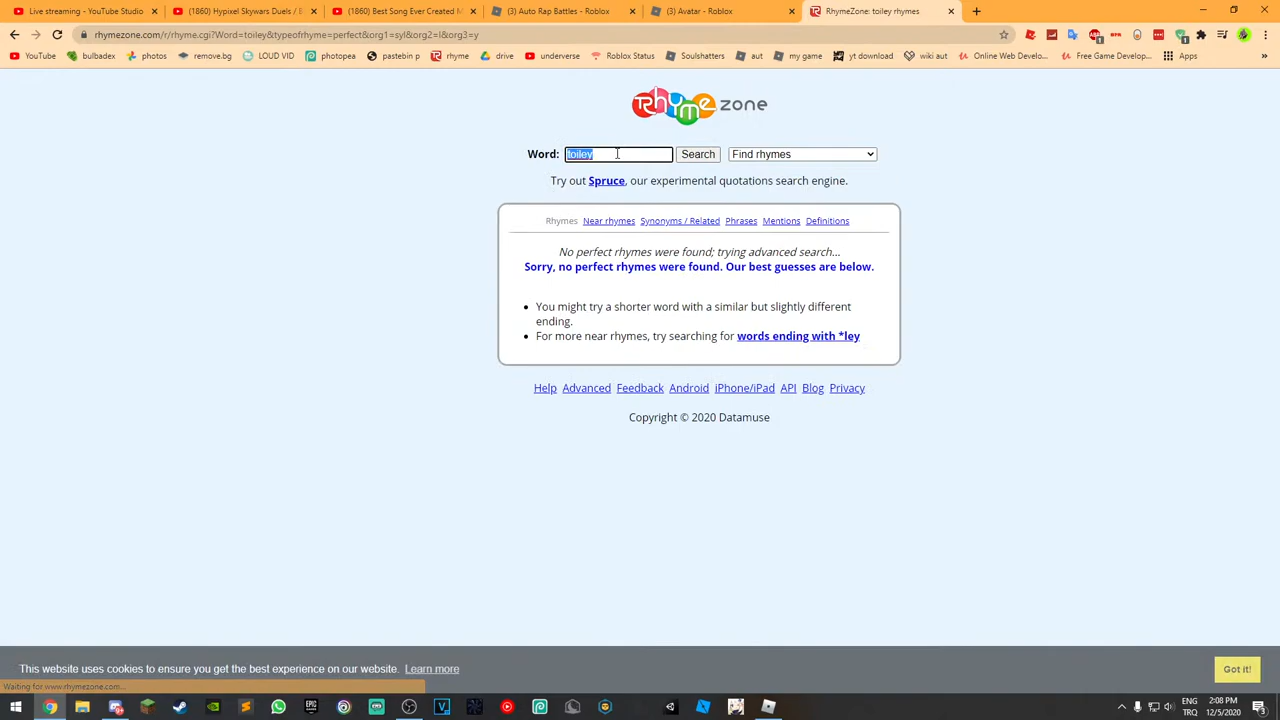 Live streaming - YouTube Studio
(1860) Hypixel Skywars Duels / B
(1860) Best Song Ever Created M
(3) Auto Rap Battles - Roblox
(3) Avatar - Roblox
RhymeZone: toiley rhymes
rhymezone.com/r/rhyme.cgi?Word=toiley&typeofrhyme=perfect&org1=syl&org2=l&org3=y
YouTube
bulbadex
photos
remove.bg
LOUD VID
photopea
pastebin p
rhyme
drive
underverse
Roblox Status
Soulshatters
aut
my game
yt download
wiki aut
Online Web Develo...
Free Game Develop...
Apps
Rhyme zone
Word: toiley Search Find rhymes
Try out Spruce, our experimental quotations search engine.
Rhymes Near rhymes Synonyms / Related Phrases Mentions Definitions
No perfect rhymes were found; trying advanced search...
Sorry, no perfect rhymes were found. Our best guesses are below.
You might try a shorter word with a similar but slightly different
ending.
For more near rhymes, try searching for words ending with *ley
Help Advanced Feedback Android iPhone/iPad API Blog Privacy
Copyright © 2020 Datamuse
This website uses cookies to ensure you get the best experience on our website. Learn more
Got it!
Waiting for www.rhymezone.com...
ENG
TRQ
2:08 PM
12/5/2020